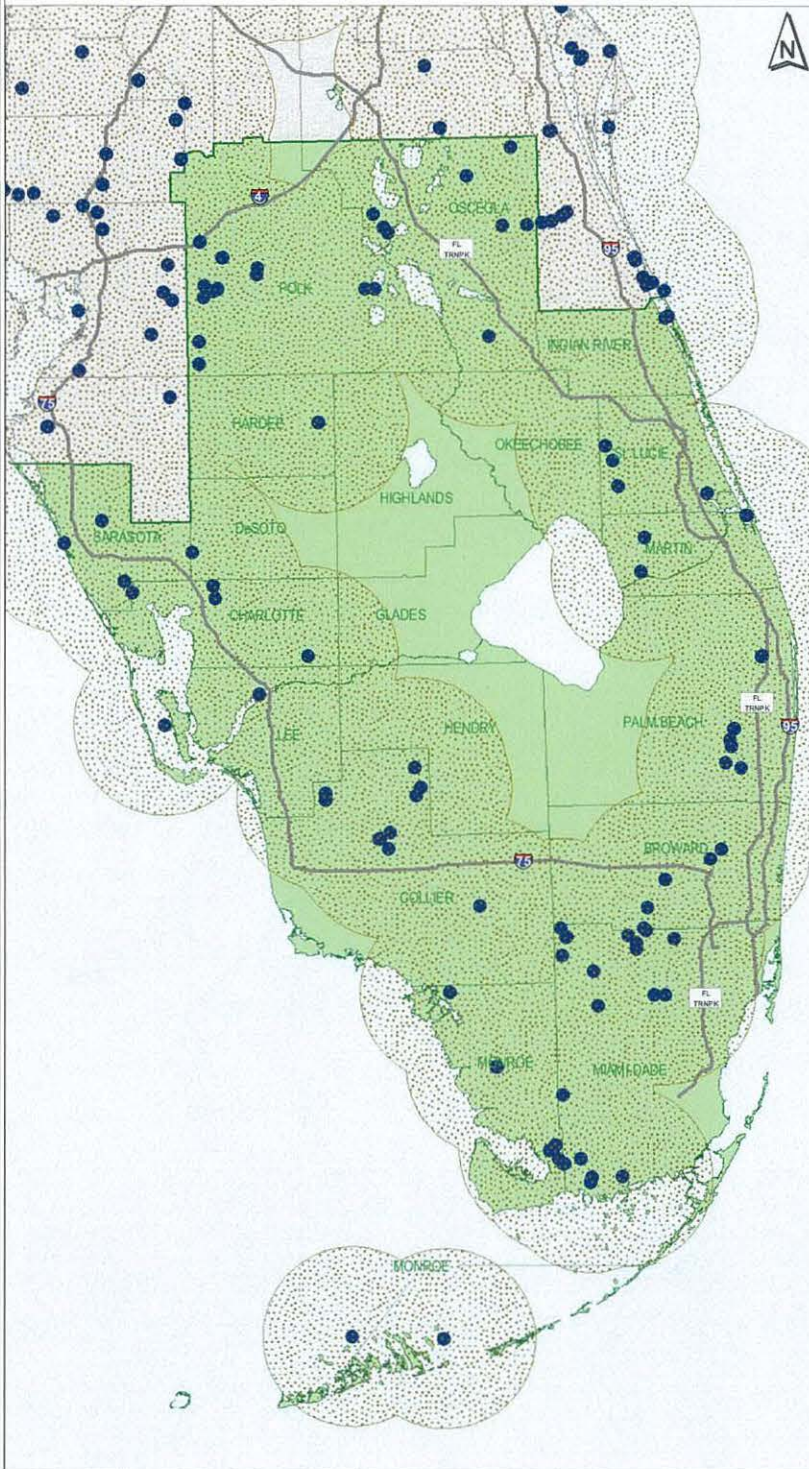 N
4
OSCEOLA
FL
TRNPK
95
POLK
INDIAN RIVER
75
HARDEE
OKEECHOBEE
ST. LUCIE
HIGHLANDS
SARASOTA
DeSOTO
MARTIN
CHARLOTTE
GLADES
LEE
HENDRY
PALM BEACH
FL
TRNPK
95
BROWARD
75
COLLIER
FL
TRNPK
MONROE
MIAMI-DADE
MONROE